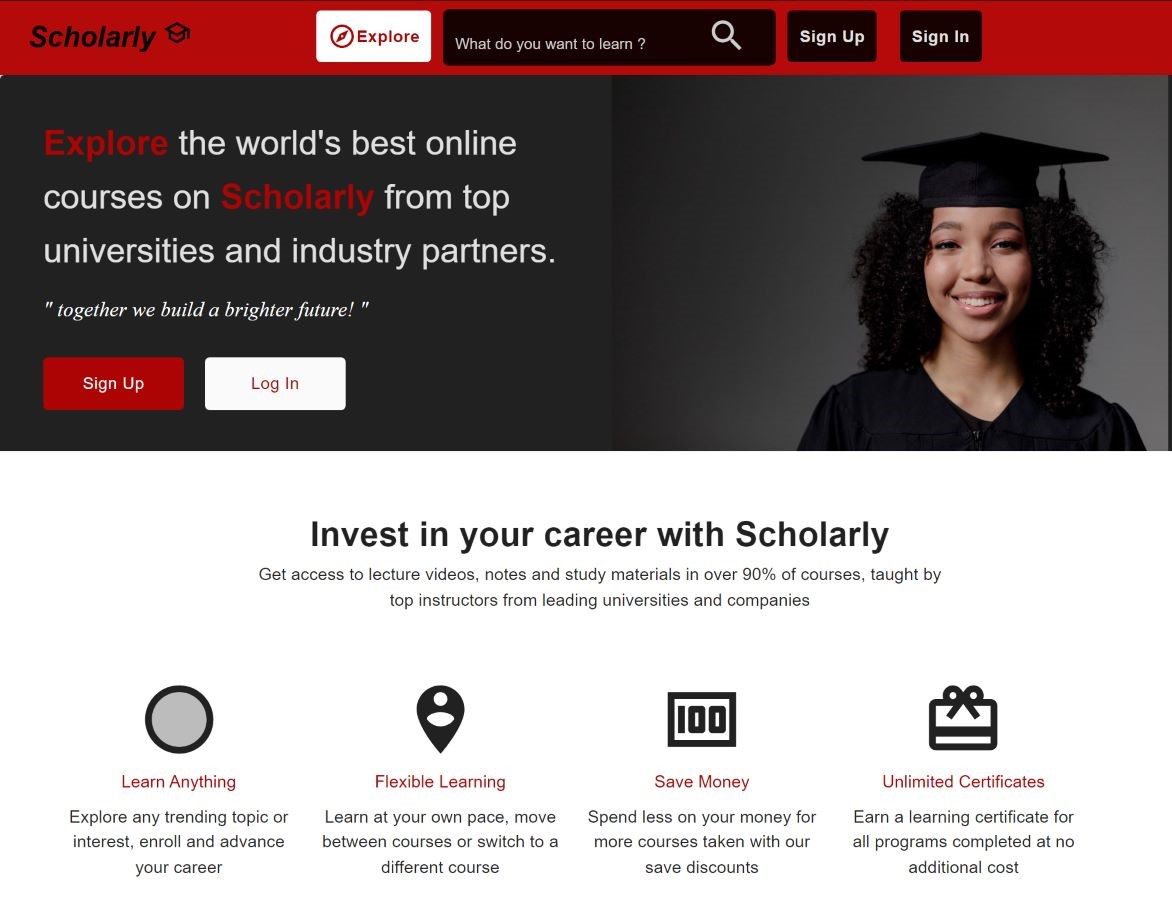 Scholarly
Explore
What do you want to learn ?
Sign Up
Sign In
Explore the world's best online
courses on Scholarly from top
universities and industry partners.
" together we build a brighter future! "
Sign Up
Log In
Invest in your career with Scholarly
Get access to lecture videos, notes and study materials in over 90% of courses, taught by
top instructors from leading universities and companies
100
Learn Anything
Explore any trending topic or
interest, enroll and advance
your career
Flexible Learning
Learn at your own pace, move
between courses or switch to a
different course
Save Money
Spend less on your money for
more courses taken with our
save discounts
Unlimited Certificates
Earn a learning certificate for
all programs completed at no
additional cost